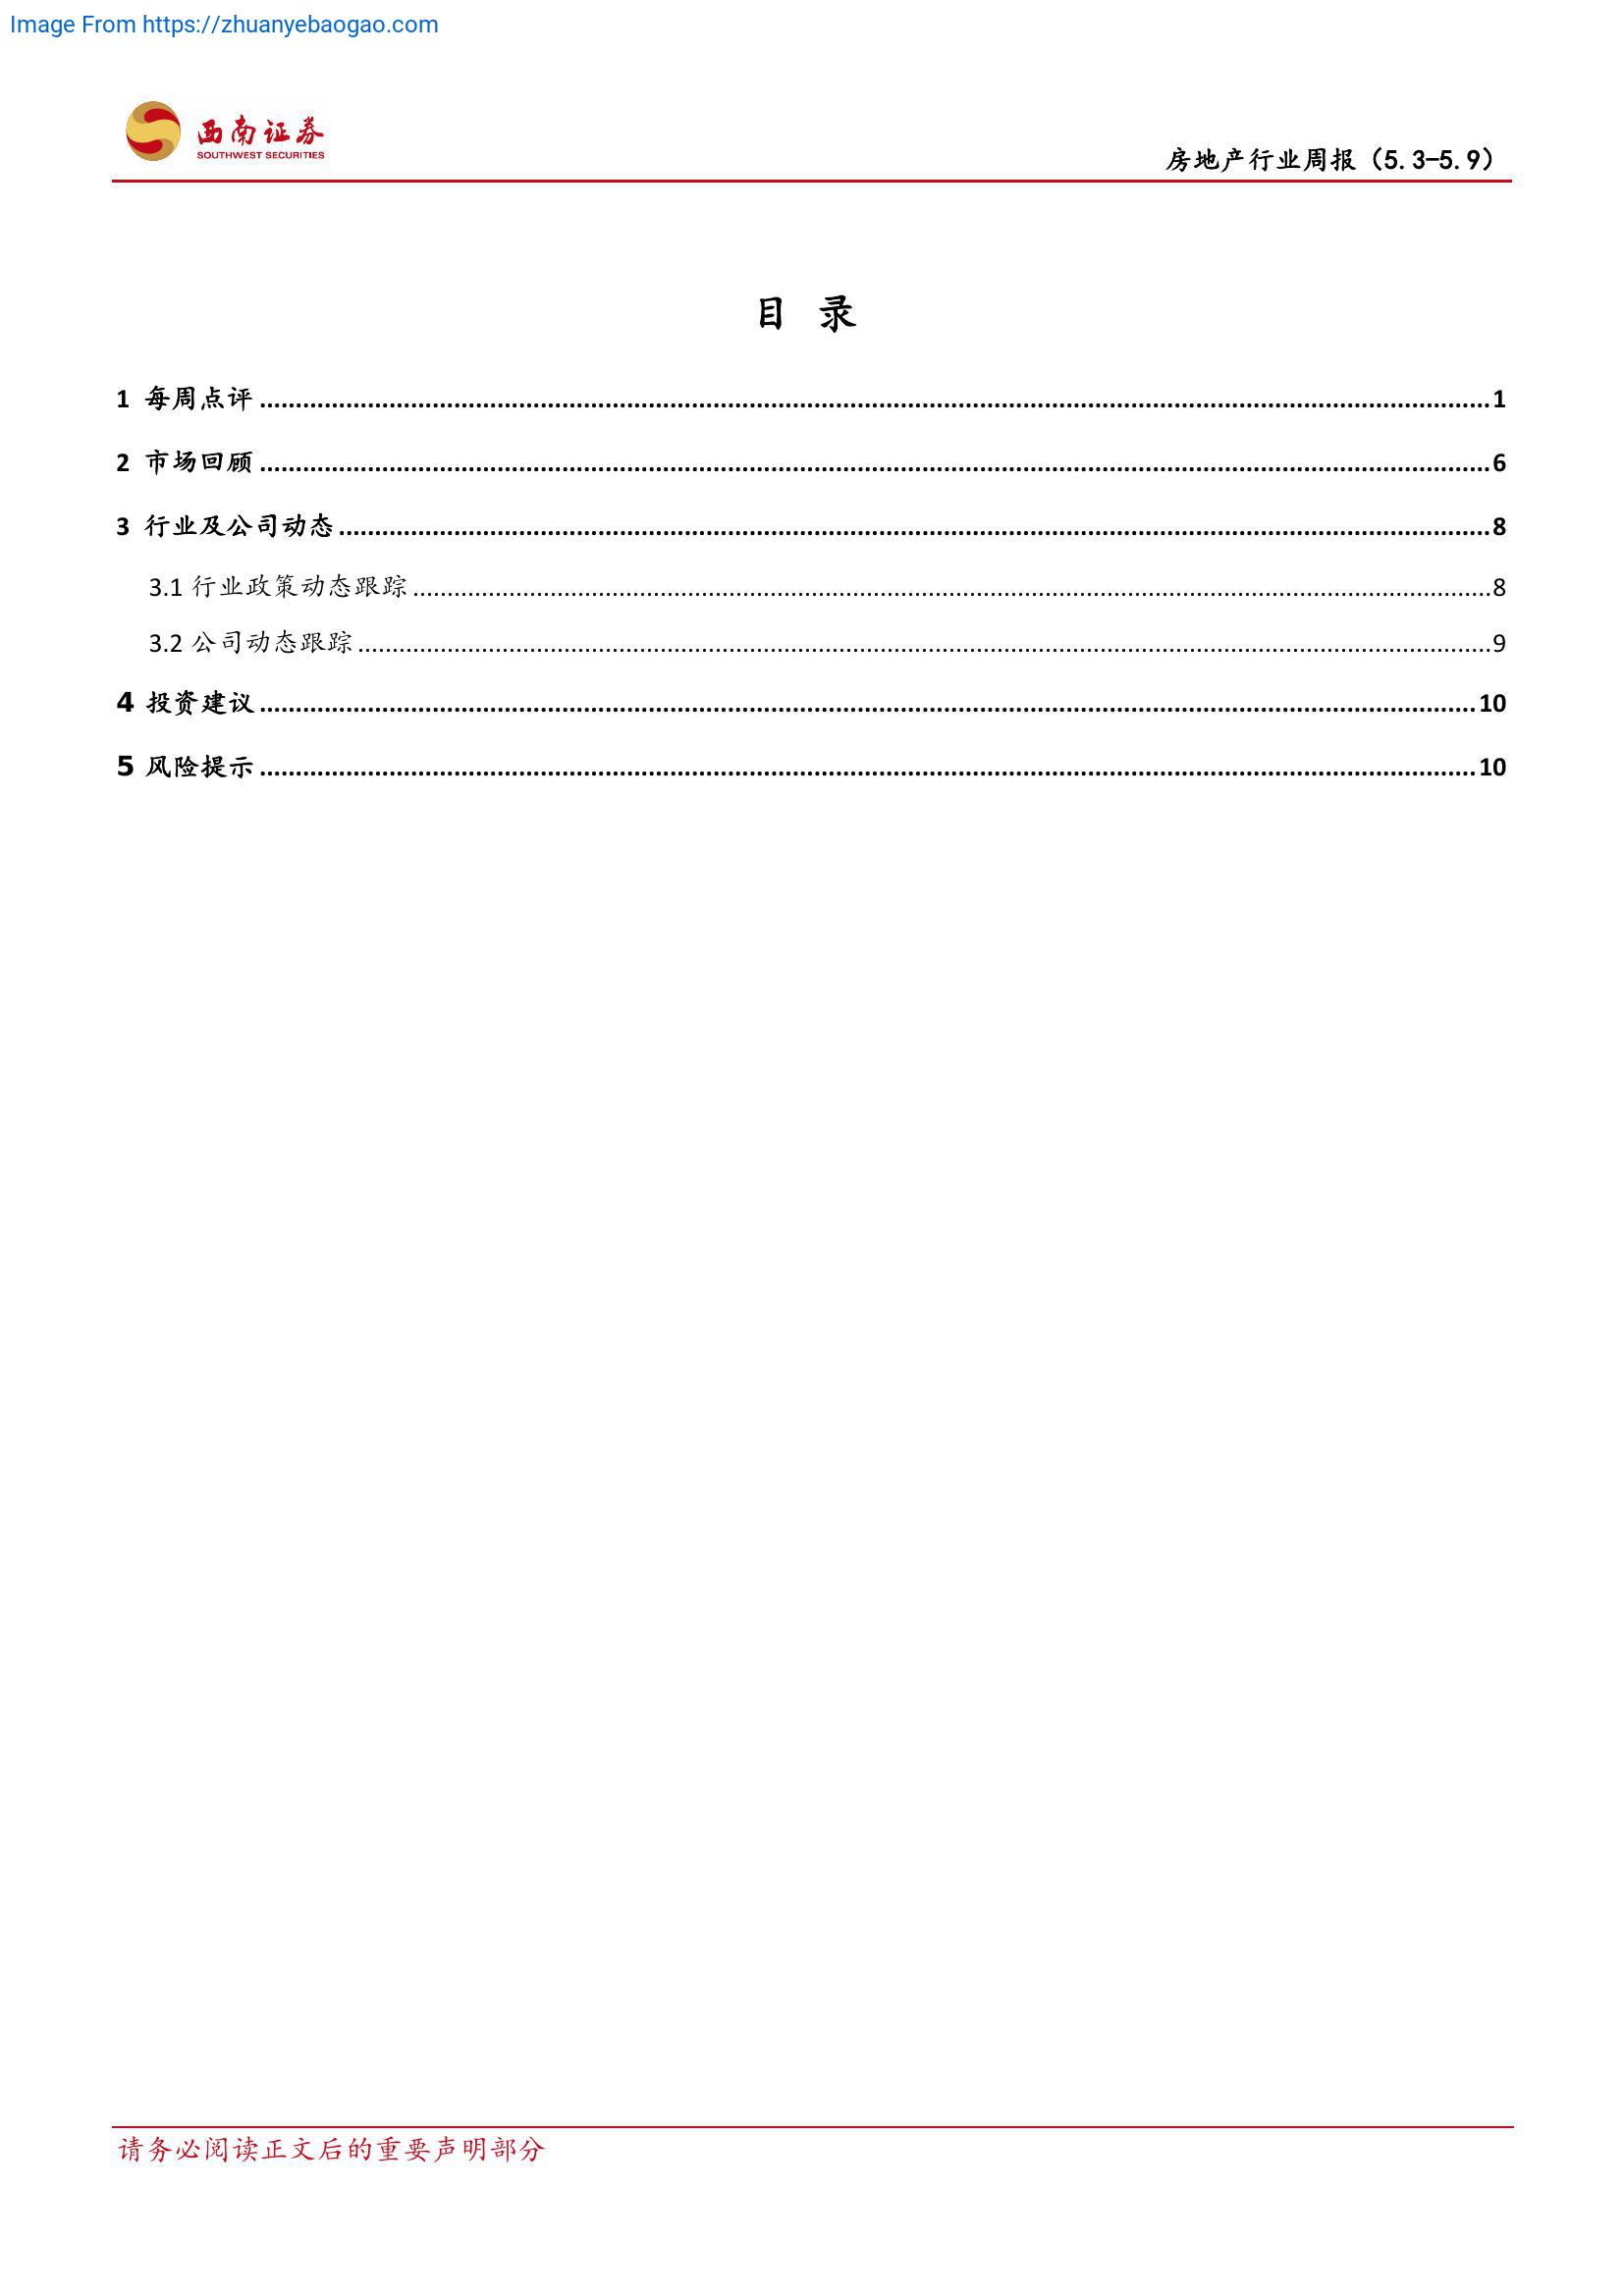 Image From https://zhuanyebaogao.com
西南证券
SOUTHWEST SECURITIES
房地产行业周报（5.3-5.9）
目 录
1 每周点评 1
2 市场回顾 6
3 行业及公司动态 8
3.1 行业政策动态跟踪 8
3.2 公司动态跟踪 9
4 投资建议 10
5 风险提示 10
请务必阅读正文后的重要声明部分